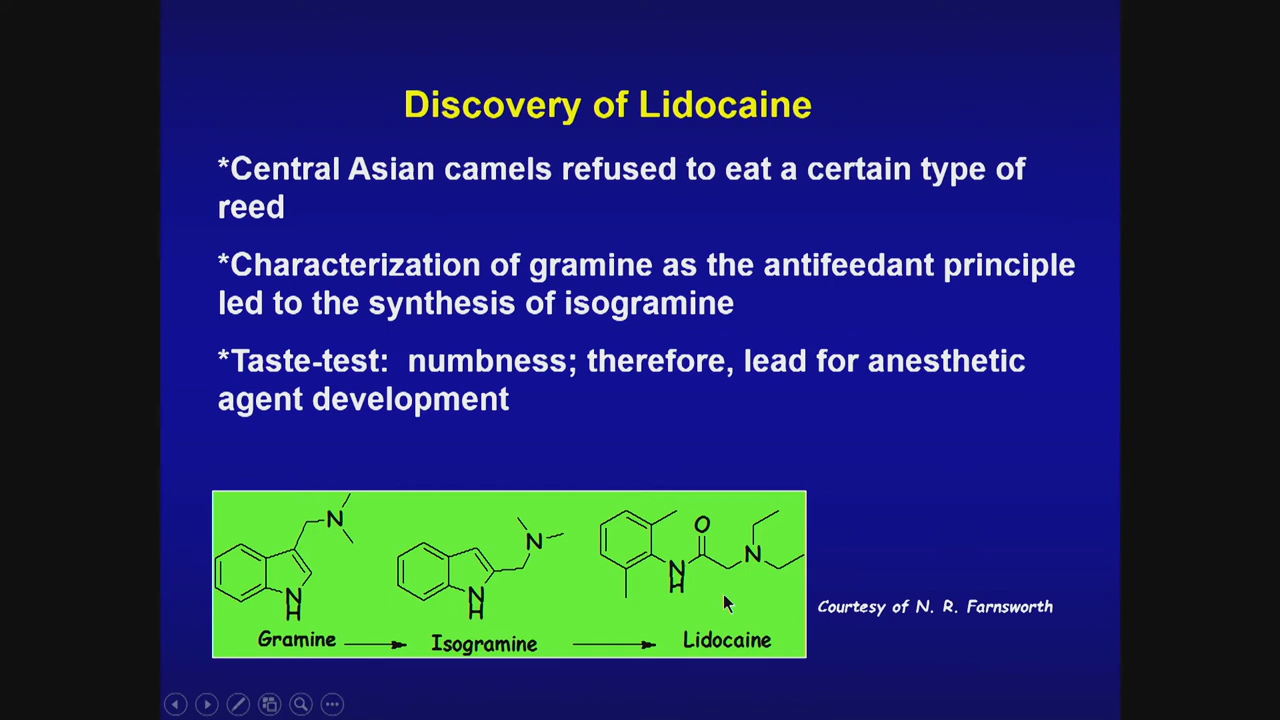 Discovery of Lidocaine
*Central Asian camels refused to eat a certain type of
reed
*Characterization of gramine as the antifeedant principle
led to the synthesis of isogramine
*Taste-test: numbness; therefore, lead for anesthetic
agent development
N
N
H
Gramine
N
N
H
Isogramine
O
N
H
N
Lidocaine
Courtesy of N. R. Farnsworth